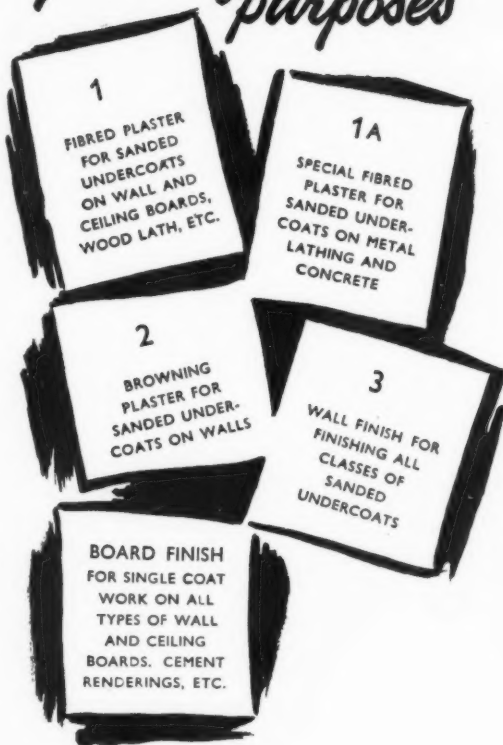 purposes
1
FIBRED PLASTER
FOR SANDED
UNDERCOATS
ON WALL AND
CEILING BOARDS,
WOOD LATH, ETC.
1A
SPECIAL FIBRED
PLASTER FOR
SANDED UNDER-
COATS ON METAL
LATHING AND
CONCRETE
2
BROWNING
PLASTER FOR
SANDED UNDER-
COATS ON WALLS
3
WALL FINISH FOR
FINISHING ALL
CLASSES OF
SANDED
UNDERCOATS
BOARD FINISH
FOR SINGLE COAT
WORK ON ALL
TYPES OF WALL
AND CEILING
BOARDS. CEMENT
RENDERINGS, ETC.